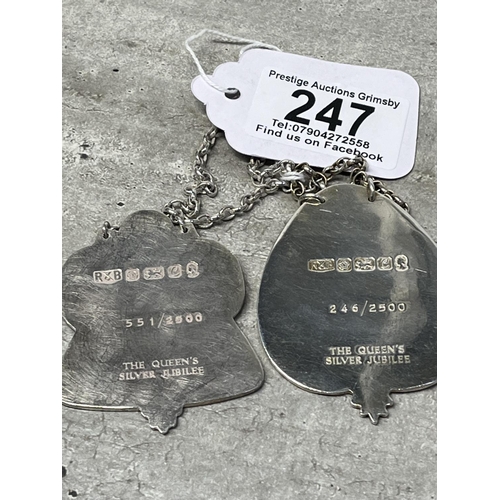 Prestige Auctions Grimsby
247
Tel:07904272558
Find us on Facebook
R B
551/2500
THE QUEEN'S
SILVER JUBILEE
246/2500
THE QUEEN'S
SILVER JUBILEE